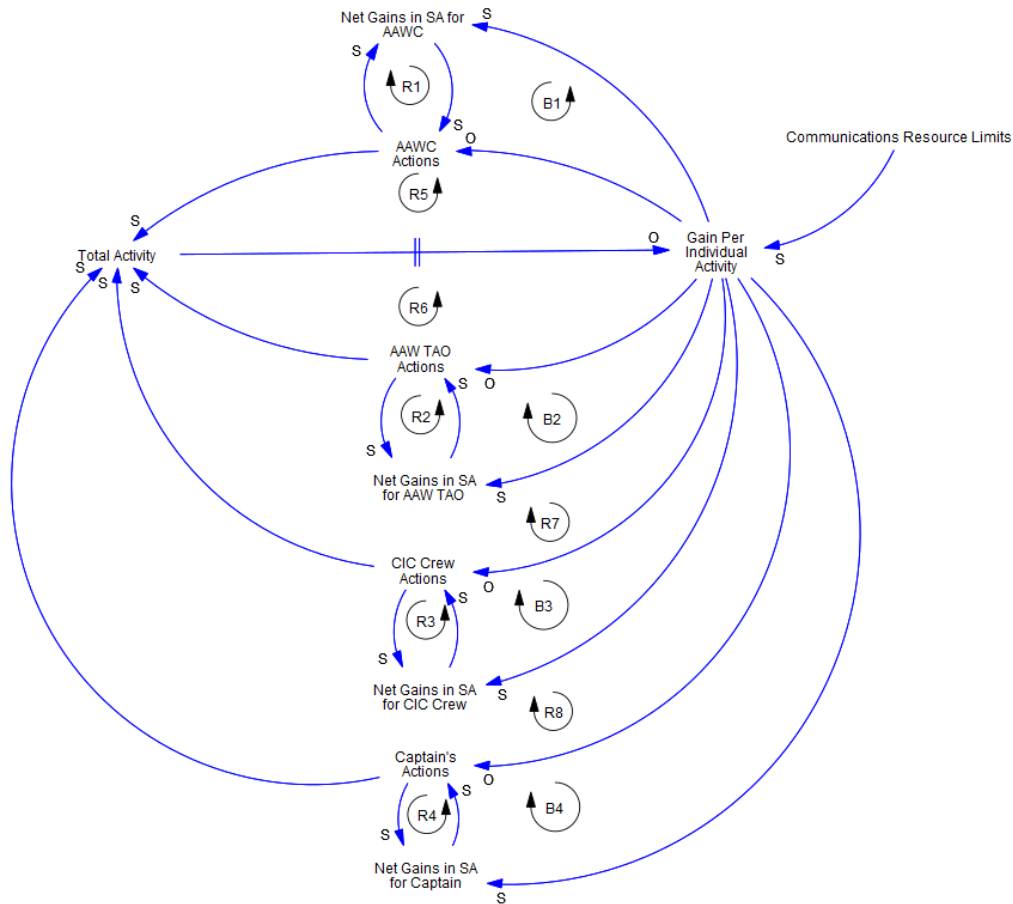 Net Gains in SA for
AAWC
S
S
R1
B1
S
O
AAWC
Actions
Communications Resource Limits
R5
S
Total Activity
O
Gain Per
Individual
Activity
S
S
S
S
R6
AAW TAO
Actions
S
O
R2
B2
S
Net Gains in SA
for AAW TAO
S
R7
CIC Crew
Actions
S
O
R3
B3
S
Net Gains in SA
for CIC Crew
S
R8
Captain's
Actions
S
O
R4
B4
S
Net Gains in SA
for Captain
S